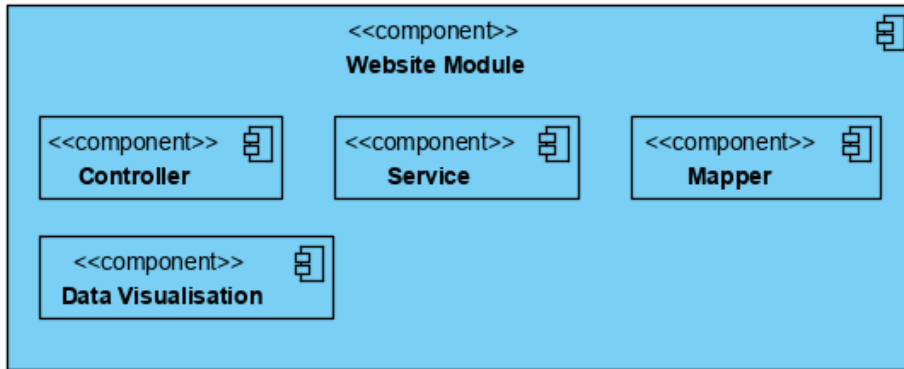 <<component>>
Website Module
<<component>>
Controller
<<component>>
Service
<<component>>
Mapper
<<component>>
Data Visualisation